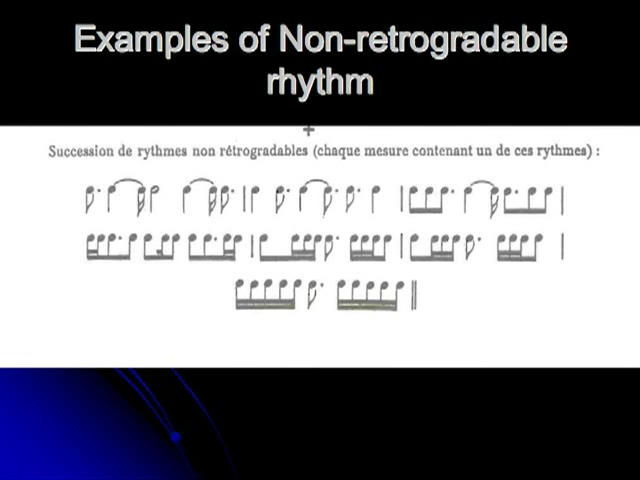 Examples of Non-retrogradable
rhythm
Succession de rythmes non rétrogradables (chaque mesure contenant un de ces rythmes) :